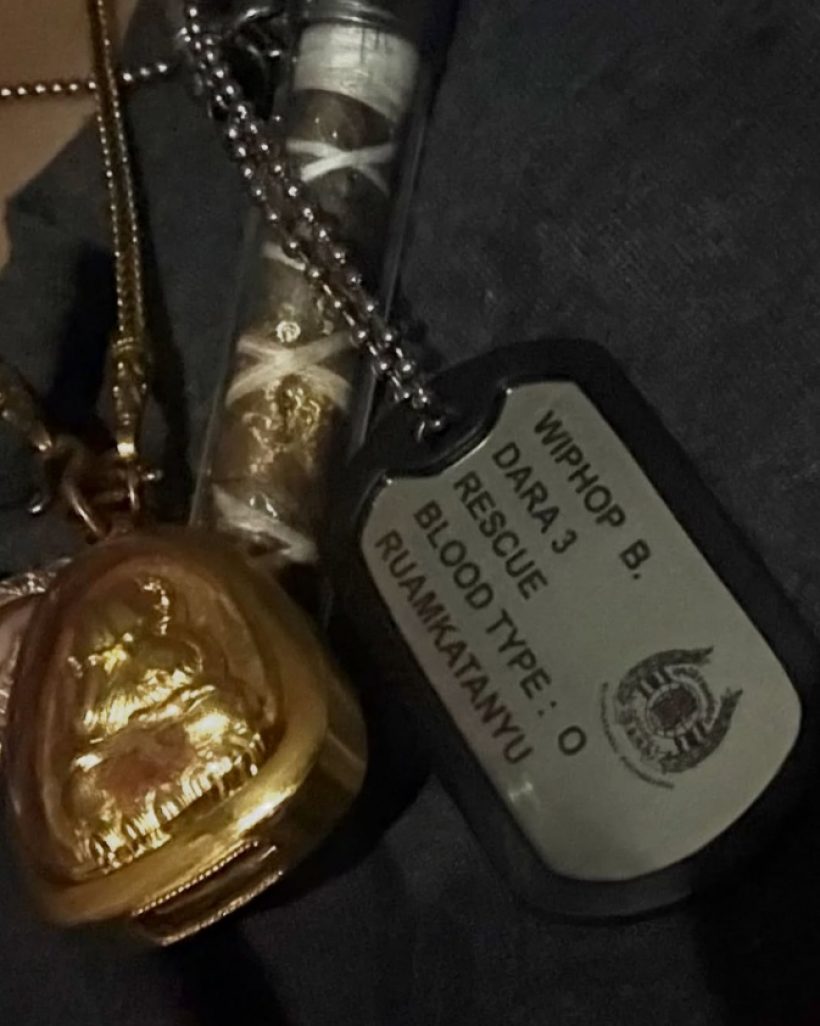 WIPHOP B.
DARA 3
RESCUE
BLOOD TYPE : O
RUAMKATANYU